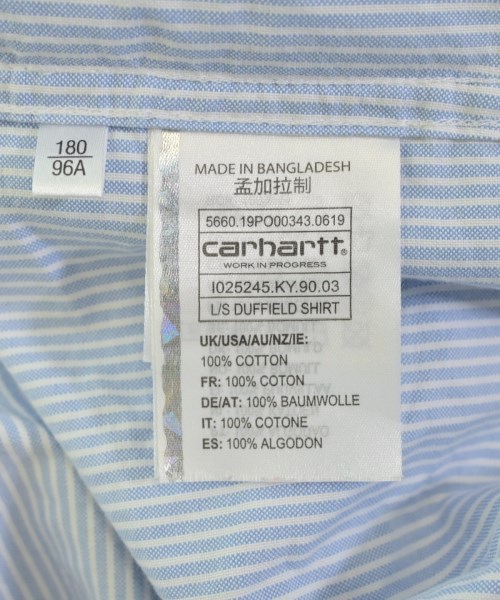 180
96A
MADE IN BANGLADESH
孟加拉制
5660.19PO00343.0619
carhartt®
WORK IN PROGRESS
I025245.KY.90.03
L/S DUFFIELD SHIRT
UK/USA/AU/NZ/IE:
100% COTTON
FR: 100% COTON
DE/AT: 100% BAUMWOLLE
IT: 100% COTONE
ES: 100% ALGODON